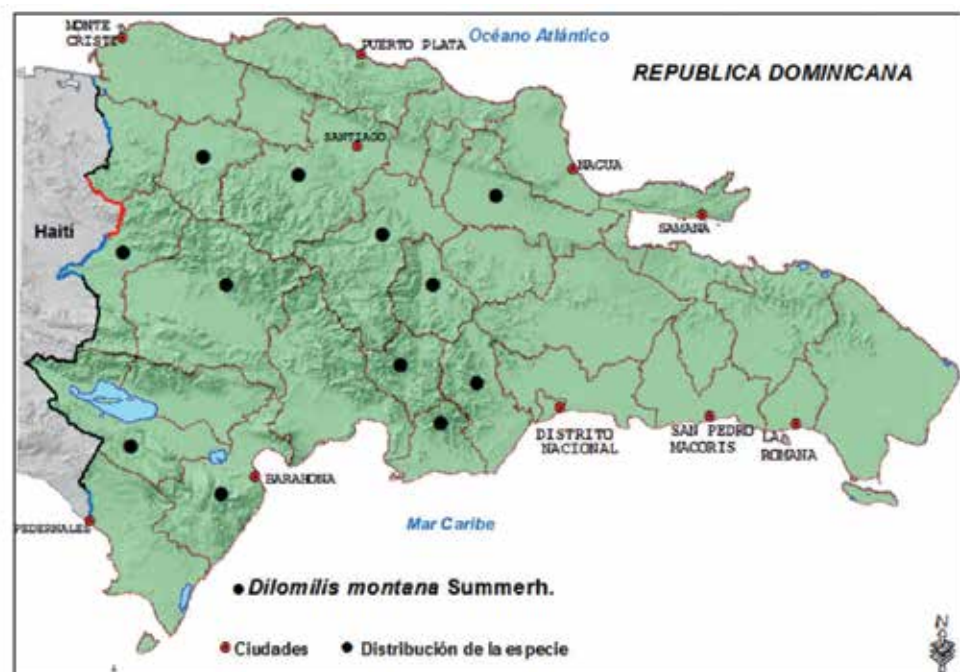 MONTE
CRISTI
PUERTO PLATA
Océano Atlántico
REPUBLICA DOMINICANA
SANTIAGO
NAGUA
SAMANA
Haití
DISTRITO
NACIONAL
SAN PEDRO
MACORIS
LA
ROMANA
BARAHONA
PEDERNALES
Mar Caribe
Dilomilis montana Summerh.
Ciudades
Distribución de la especie
N